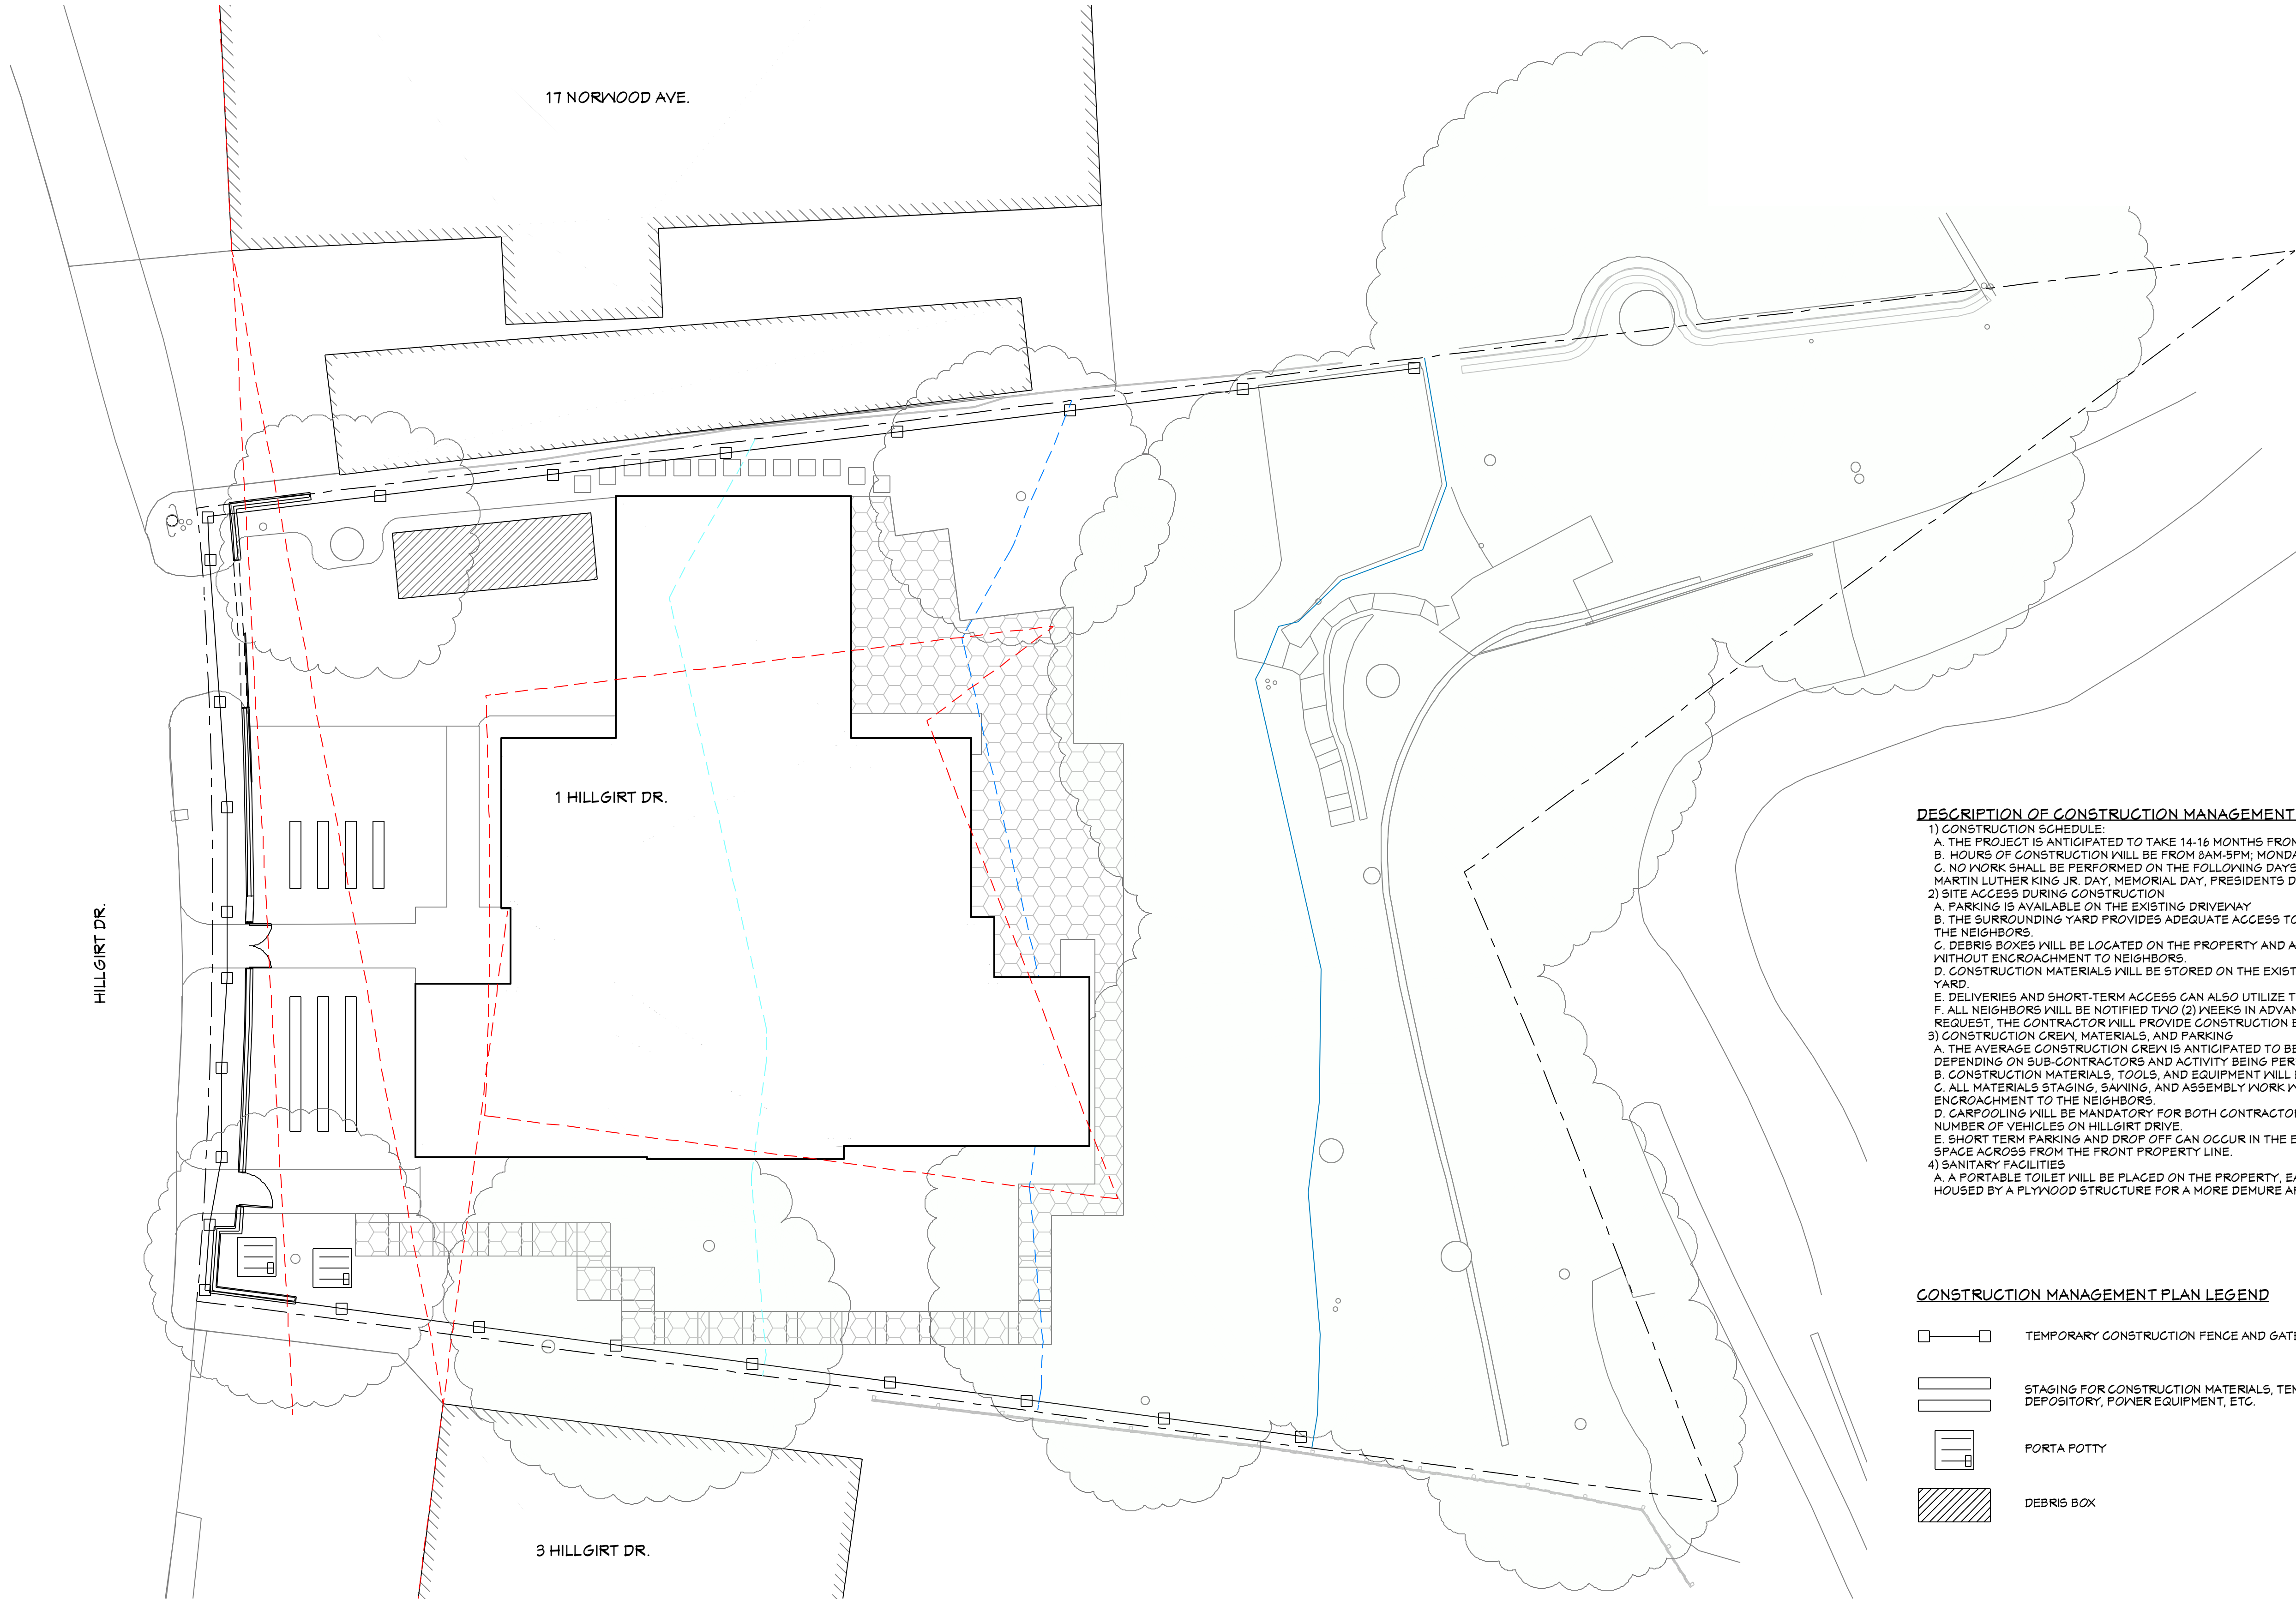 17 NORWOOD AVE.
1 HILLGIRT DR.
HILLGIRT DR.
3 HILLGIRT DR.
DESCRIPTION OF CONSTRUCTION MANAGEMENT
1) CONSTRUCTION SCHEDULE:
A. THE PROJECT IS ANTICIPATED TO TAKE 14-16 MONTHS FROM
B. HOURS OF CONSTRUCTION WILL BE FROM 8AM-5PM; MONDA
C. NO WORK SHALL BE PERFORMED ON THE FOLLOWING DAYS
MARTIN LUTHER KING JR. DAY, MEMORIAL DAY, PRESIDENTS D
2) SITE ACCESS DURING CONSTRUCTION
A. PARKING IS AVAILABLE ON THE EXISTING DRIVEWAY
B. THE SURROUNDING YARD PROVIDES ADEQUATE ACCESS TO
THE NEIGHBORS.
C. DEBRIS BOXES WILL BE LOCATED ON THE PROPERTY AND A
WITHOUT ENCROACHMENT TO NEIGHBORS.
D. CONSTRUCTION MATERIALS WILL BE STORED ON THE EXIST
YARD.
E. DELIVERIES AND SHORT-TERM ACCESS CAN ALSO UTILIZE T
F. ALL NEIGHBORS WILL BE NOTIFIED TWO (2) WEEKS IN ADVAN
REQUEST, THE CONTRACTOR WILL PROVIDE CONSTRUCTION E
3) CONSTRUCTION CREW, MATERIALS, AND PARKING
A. THE AVERAGE CONSTRUCTION CREW IS ANTICIPATED TO BE
DEPENDING ON SUB-CONTRACTORS AND ACTIVITY BEING PER
B. CONSTRUCTION MATERIALS, TOOLS, AND EQUIPMENT WILL
C. ALL MATERIALS STAGING, SAWING, AND ASSEMBLY WORK W
ENCROACHMENT TO THE NEIGHBORS.
D. CARPOOLING WILL BE MANDATORY FOR BOTH CONTRACTO
NUMBER OF VEHICLES ON HILLGIRT DRIVE.
E. SHORT TERM PARKING AND DROP OFF CAN OCCUR IN THE E
SPACE ACROSS FROM THE FRONT PROPERTY LINE.
4) SANITARY FACILITIES
A. A PORTABLE TOILET WILL BE PLACED ON THE PROPERTY, EA
HOUSED BY A PLYWOOD STRUCTURE FOR A MORE DEMURE A
CONSTRUCTION MANAGEMENT PLAN LEGEND
TEMPORARY CONSTRUCTION FENCE AND GATE
STAGING FOR CONSTRUCTION MATERIALS, TEM
DEPOSITORY, POWER EQUIPMENT, ETC.
PORTA POTTY
DEBRIS BOX